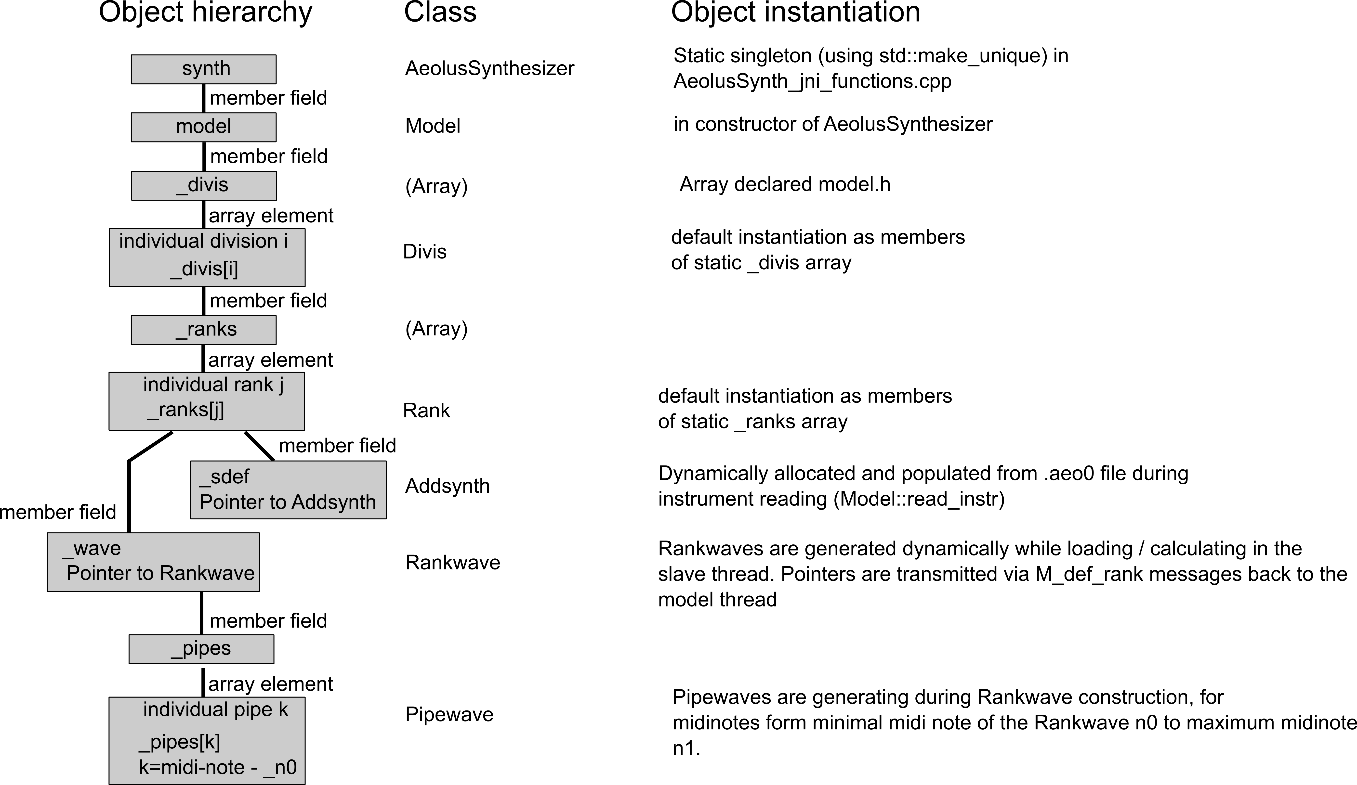 Object hierarchy Class Object instantiation
synth AeolusSynthesizer Static singleton (using std::make_unique) in
AeolusSynth_jni_functions.cpp
member field
model Model in constructor of AeolusSynthesizer
member field
_divis (Array) Array declared model.h
array element
individual division i
_divis[i]
Divis
default instantiation as members
of static _divis array
member field
_ranks (Array)
array element
individual rank j
_ranks[j]
Rank
default instantiation as members
of static _ranks array
member field
_sdef
Pointer to Addsynth
Addsynth
Dynamically allocated and populated from .aeo0 file during
instrument reading (Model::read_instr)
member field
_wave
Pointer to Rankwave
Rankwave
Rankwaves are generated dynamically while loading / calculating in the
slave thread. Pointers are transmitted via M_def_rank messages back to the
model thread
member field
_pipes
array element
individual pipe k
_pipes[k]
k=midi-note - _n0
Pipewave
Pipewaves are generating during Rankwave construction, for
midinotes form minimal midi note of the Rankwave n0 to maximum midinote
n1.